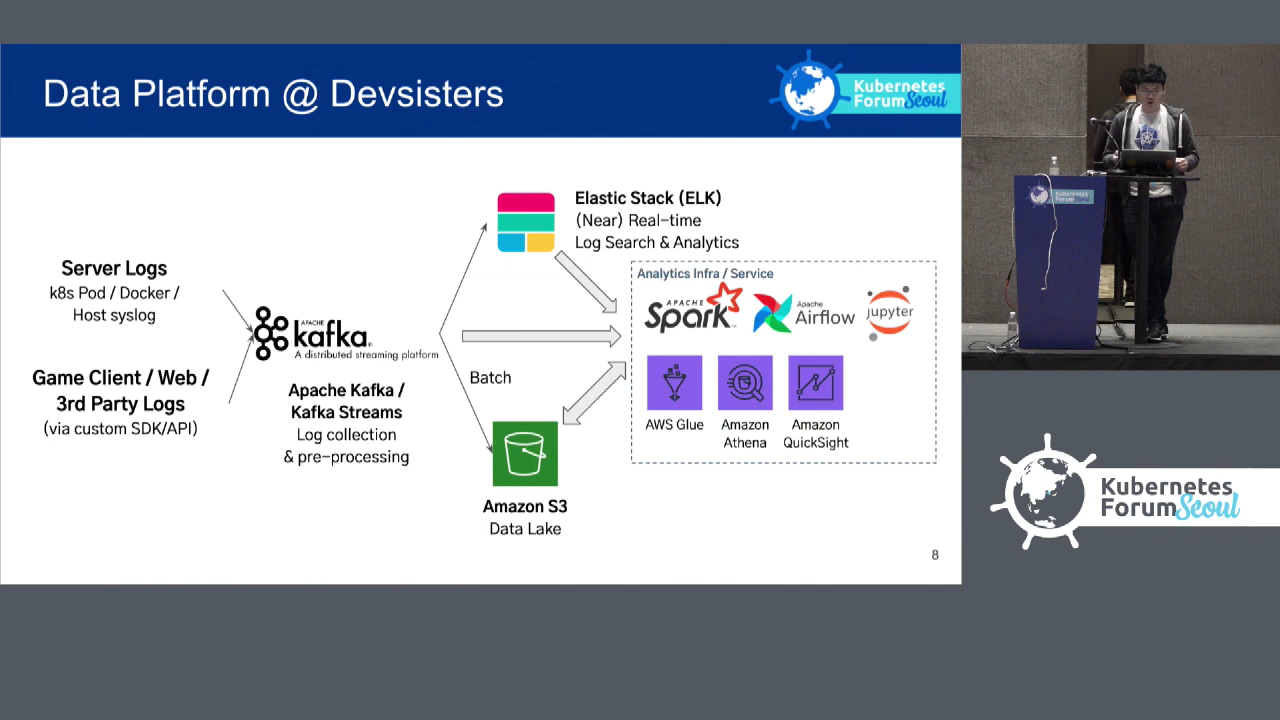 Data Platform @ Devsisters
Kubernetes
Forum Seoul
Server Logs
k8s Pod / Docker /
Host syslog
Game Client / Web /
3rd Party Logs
(via custom SDK/API)
APACHE
kafka®
A distributed streaming platform
Apache Kafka /
Kafka Streams
Log collection
& pre-processing
Batch
Elastic Stack (ELK)
(Near) Real-time
Log Search & Analytics
Amazon S3
Data Lake
Analytics Infra / Service
APACHE
Spark™
Apache
Airflow
jupyter
AWS Glue
Amazon
Athena
Amazon
QuickSight
8
Kubernetes
Forum Seoul